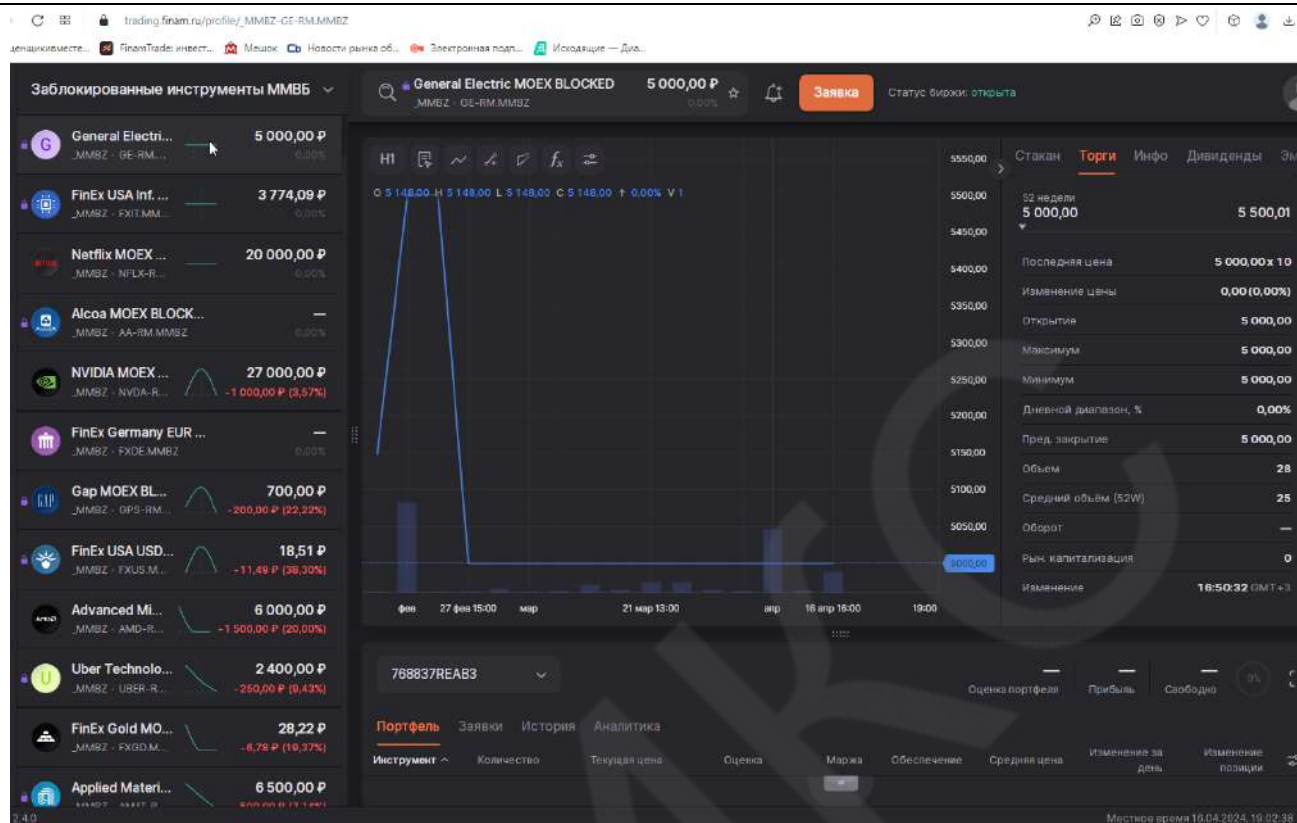 trading.finam.ru/profile/_MMBZ-GE-RM.MMBZ
ценщикивместе... FinamTrade: инвест... Мешок Новости рынка об... Электронная подп... Исходящие — Диа...
Заблокированные инструменты ММВБ
General Electric MOEX BLOCKED 5 000,00 ₽
_MMBZ · GE-RM.MMBZ 0,00%
Заявка
Статус биржи: открыта
General Electri... 5 000,00 ₽
_MMBZ · GE-RM.... 0,00%
FinEx USA Inf. ... 3 774,09 ₽
_MMBZ · FXIT.MM... 0,00%
Netflix MOEX ... 20 000,00 ₽
_MMBZ · NFLX-R... 0,00%
Alcoa MOEX BLOCK... —
_MMBZ · AA-RM.MMBZ 0,00%
NVIDIA MOEX ... 27 000,00 ₽
_MMBZ · NVDA-R... -1 000,00 ₽ (3,57%)
FinEx Germany EUR ... —
_MMBZ · FXDE.MMBZ 0,00%
Gap MOEX BL... 700,00 ₽
_MMBZ · GPS-RM... -200,00 ₽ (22,22%)
FinEx USA USD... 18,51 ₽
_MMBZ · FXUS.M... -11,49 ₽ (38,30%)
Advanced Mi... 6 000,00 ₽
_MMBZ · AMD-R... -1 500,00 ₽ (20,00%)
Uber Technolo... 2 400,00 ₽
_MMBZ · UBER-R... -250,00 ₽ (9,43%)
FinEx Gold MO... 28,22 ₽
_MMBZ · FXGD.M... -6,78 ₽ (19,37%)
Applied Materi... 6 500,00 ₽
H1
O 5 148,00 H 5 148,00 L 5 148,00 C 5 148,00 ↑ 0,00% V 1
5550,00
5500,00
5450,00
5400,00
5350,00
5300,00
5250,00
5200,00
5150,00
5100,00
5050,00
5000,00
фев 27 фев 15:00 мар 21 мар 13:00 апр 16 апр 16:00 19:00
Стакан Торги Инфо Дивиденды Эм
52 недели
5 000,00 5 500,01
Последняя цена 5 000,00 x 10
Изменение цены 0,00 (0,00%)
Открытие 5 000,00
Максимум 5 000,00
Минимум 5 000,00
Дневной диапазон, % 0,00%
Пред. закрытие 5 000,00
Объем 28
Средний объём (52W) 25
Оборот —
Рын. капитализация 0
Изменение 16:50:32 GMT+3
768837REAB3
— — — 0%
Оценка портфеля Прибыль Свободно
Портфель Заявки История Аналитика
Инструмент Количество Текущая цена Оценка Маржа Обеспечение Средняя цена Изменение за день Изменение позиции
2.4.0
Местное время 16.04.2024, 19:02:38